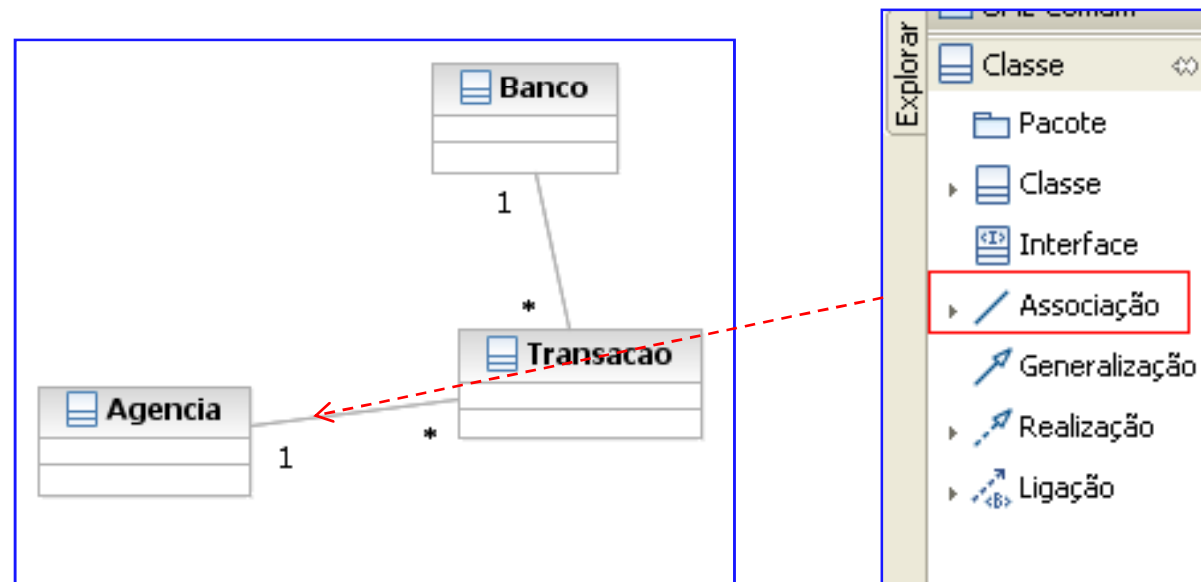 Banco
1
*
Transacao
Agencia
1
*
Explorar
Classe
Pacote
Classe
Interface
Associação
Generalização
Realização
Ligação